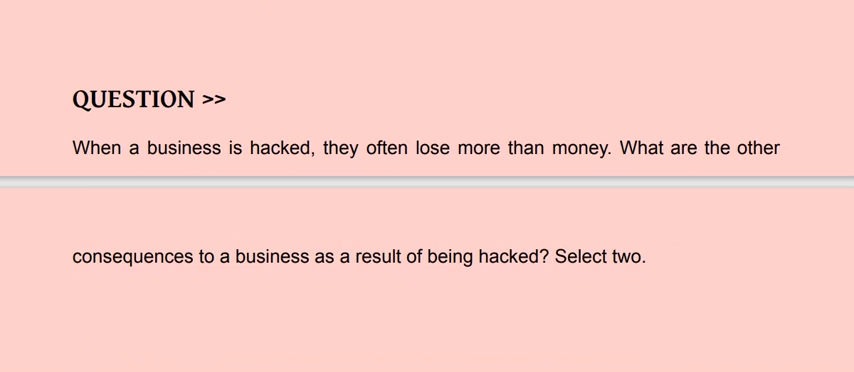 QUESTION >>
When a business is hacked, they often lose more than money. What are the other
consequences to a business as a result of being hacked? Select two.